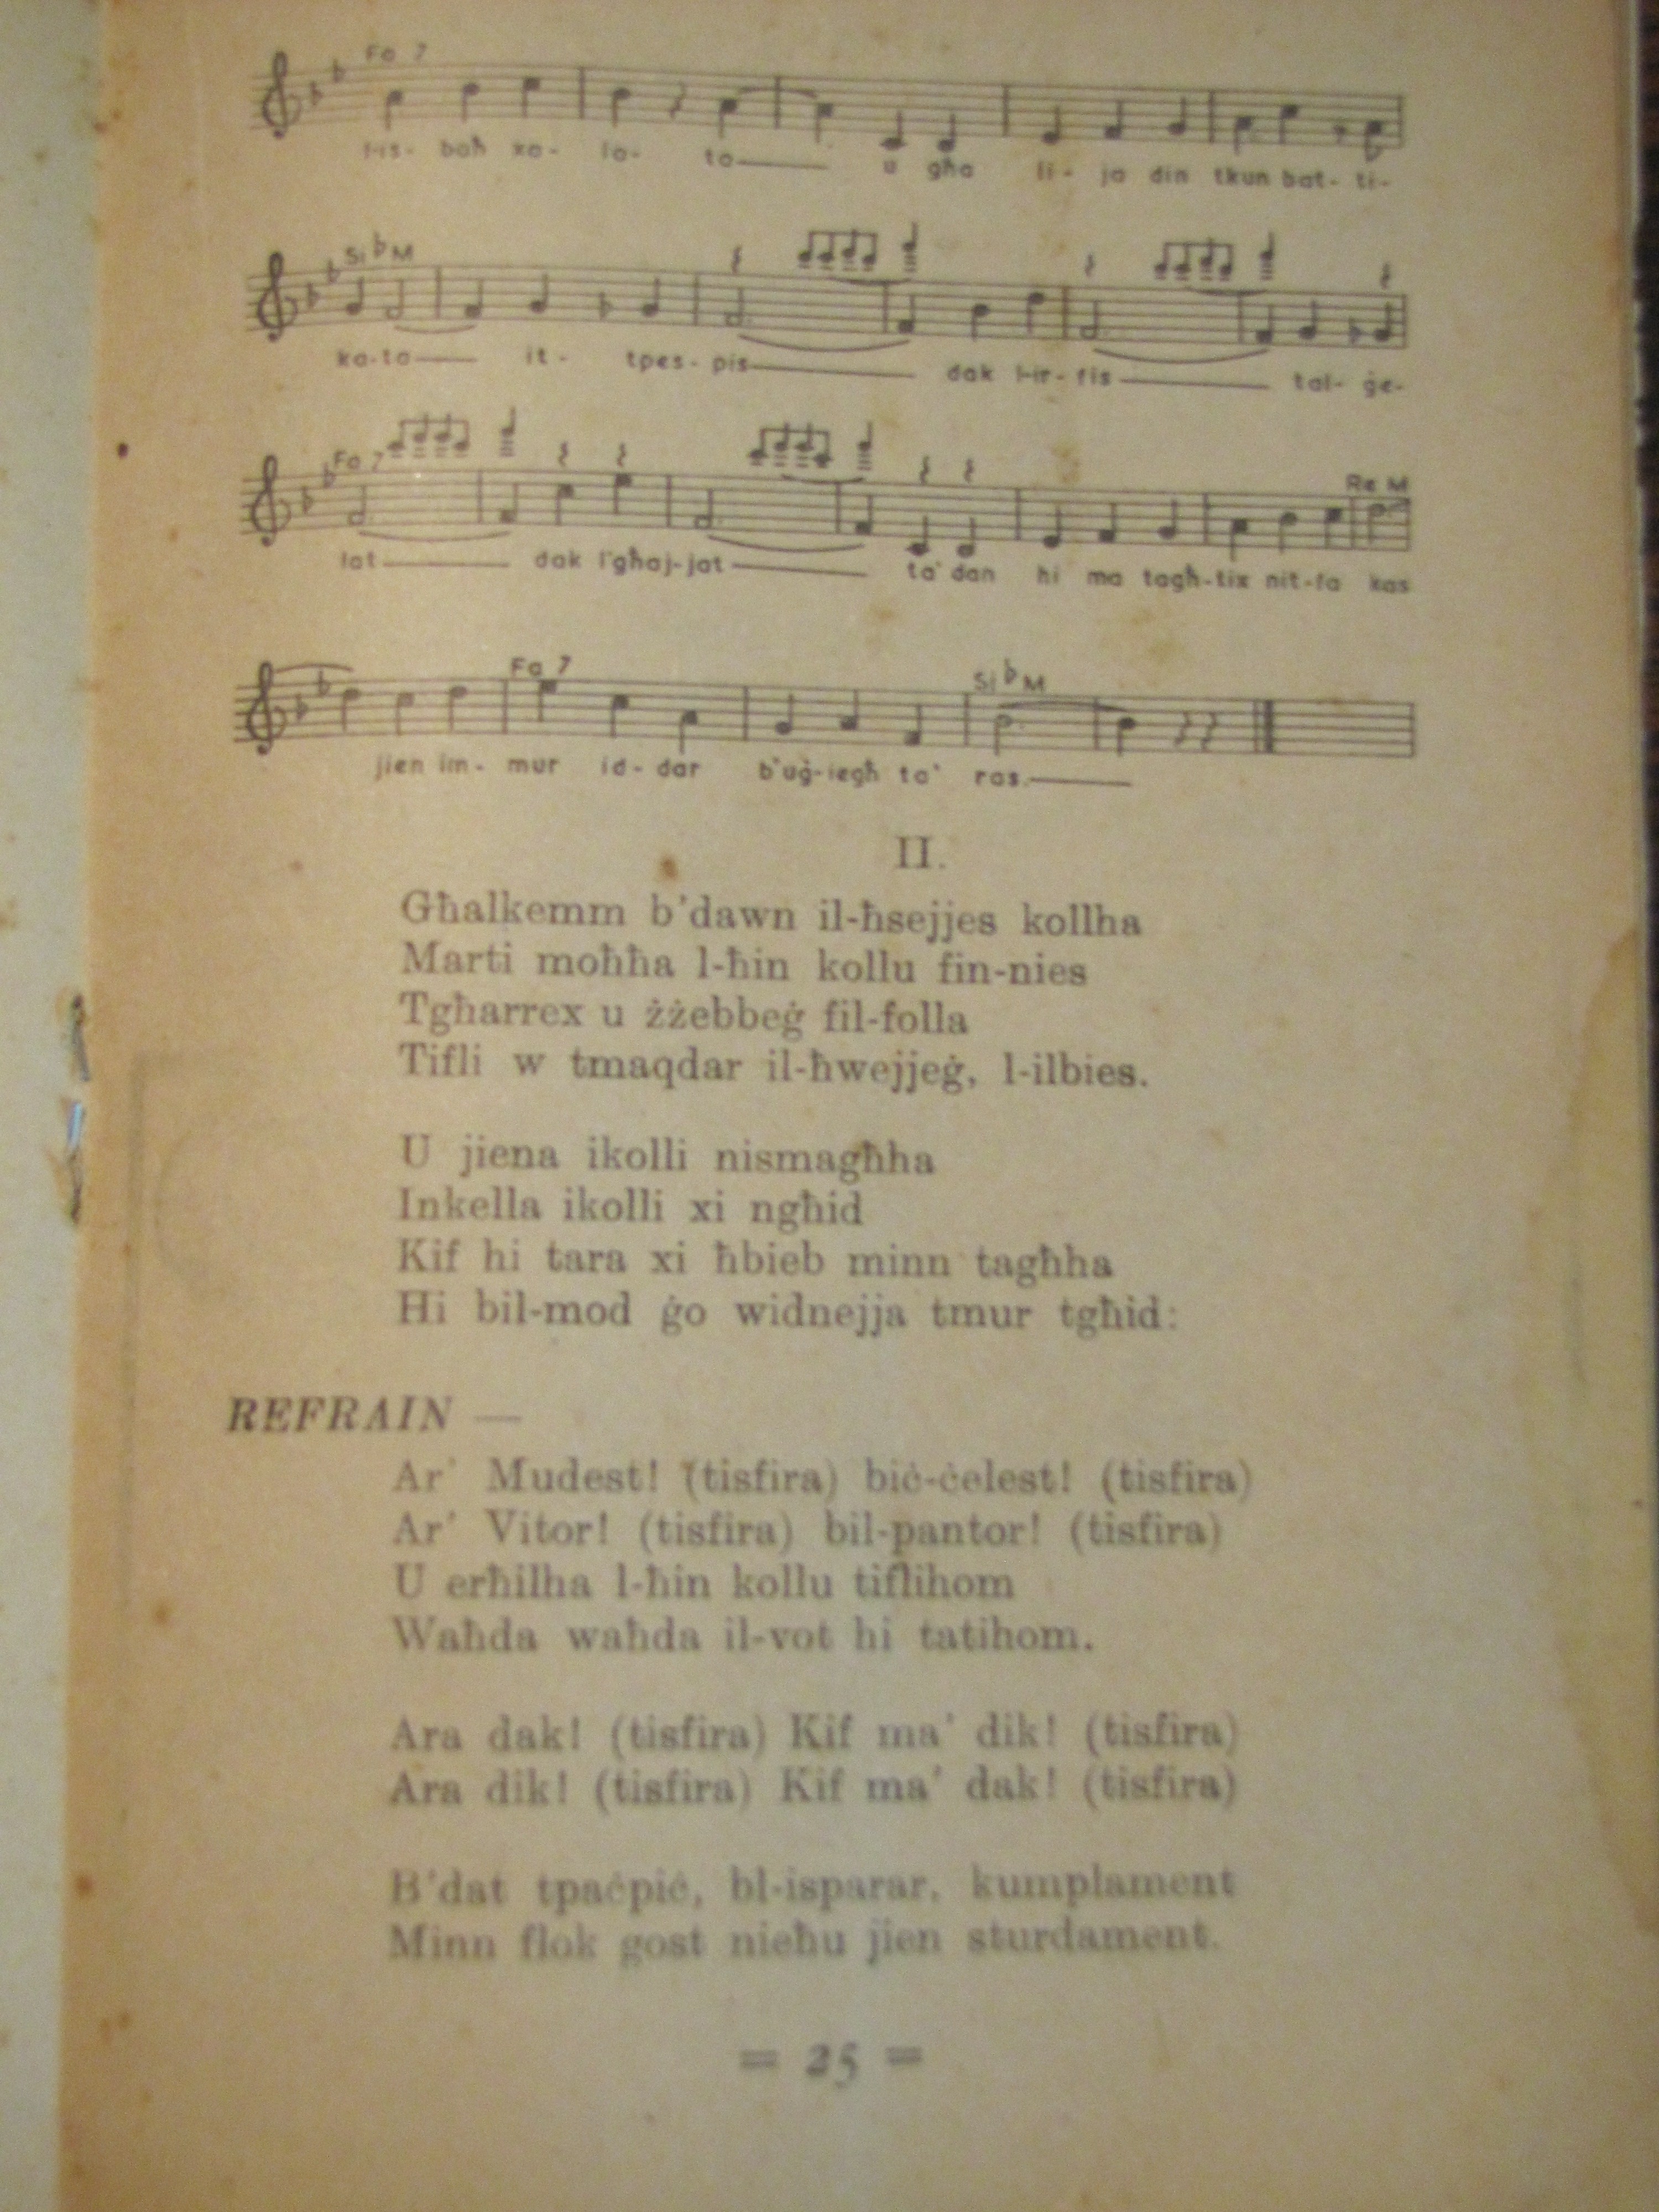 Fa 7
l-is- baħ xa- la- ta u għa li- ja din tkun bat- ti-
Si ♭ M
ka-ta it- tpes- pis dak l-ir- fis tal- ġe-
Fa 7 Re M
lat dak l'għaj-jat ta' dan hi ma tagħ-tix nit-fa kas
Fa 7 Si ♭ M
jien im- mur id- dar b'uġ-iegħ ta' ras.
II.
Għalkemm b'dawn il-ħsejjes kollha
Marti moħħa l-ħin kollu fin-nies
Tgħarrex u żżebbeġ fil-folla
Tifli w tmaqdar il-ħwejjeġ, l-ilbies.
U jiena ikolli nismagħha
Inkella ikolli xi ngħid
Kif hi tara xi ħbieb minn tagħha
Hi bil-mod ġo widnejja tmur tgħid:
REFRAIN —
Ar' Mudest! (tisfira) biċ-ċelest! (tisfira)
Ar' Vitor! (tisfira) bil-pantor! (tisfira)
U erħilha l-ħin kollu tiflihom
Waħda waħda il-vot hi tatihom.
Ara dak! (tisfira) Kif ma' dik! (tisfira)
Ara dik! (tisfira) Kif ma' dak! (tisfira)
B'dat tpaċpiċ, bl-isparar, kumplament
Minn flok gost nieħu jien sturdament.
= 25 =